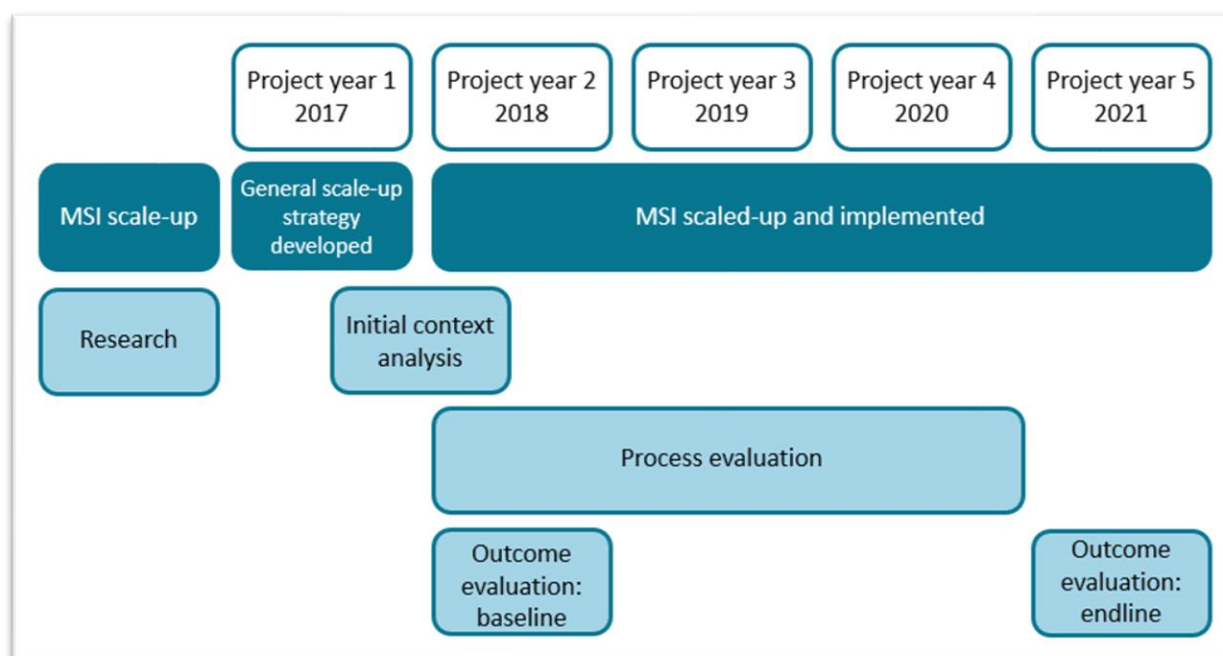 Project year 1
2017
Project year 2
2018
Project year 3
2019
Project year 4
2020
Project year 5
2021
MSI scale-up
General scale-up
strategy
developed
MSI scaled-up and implemented
Research
Initial context
analysis
Process evaluation
Outcome
evaluation:
baseline
Outcome
evaluation:
endline